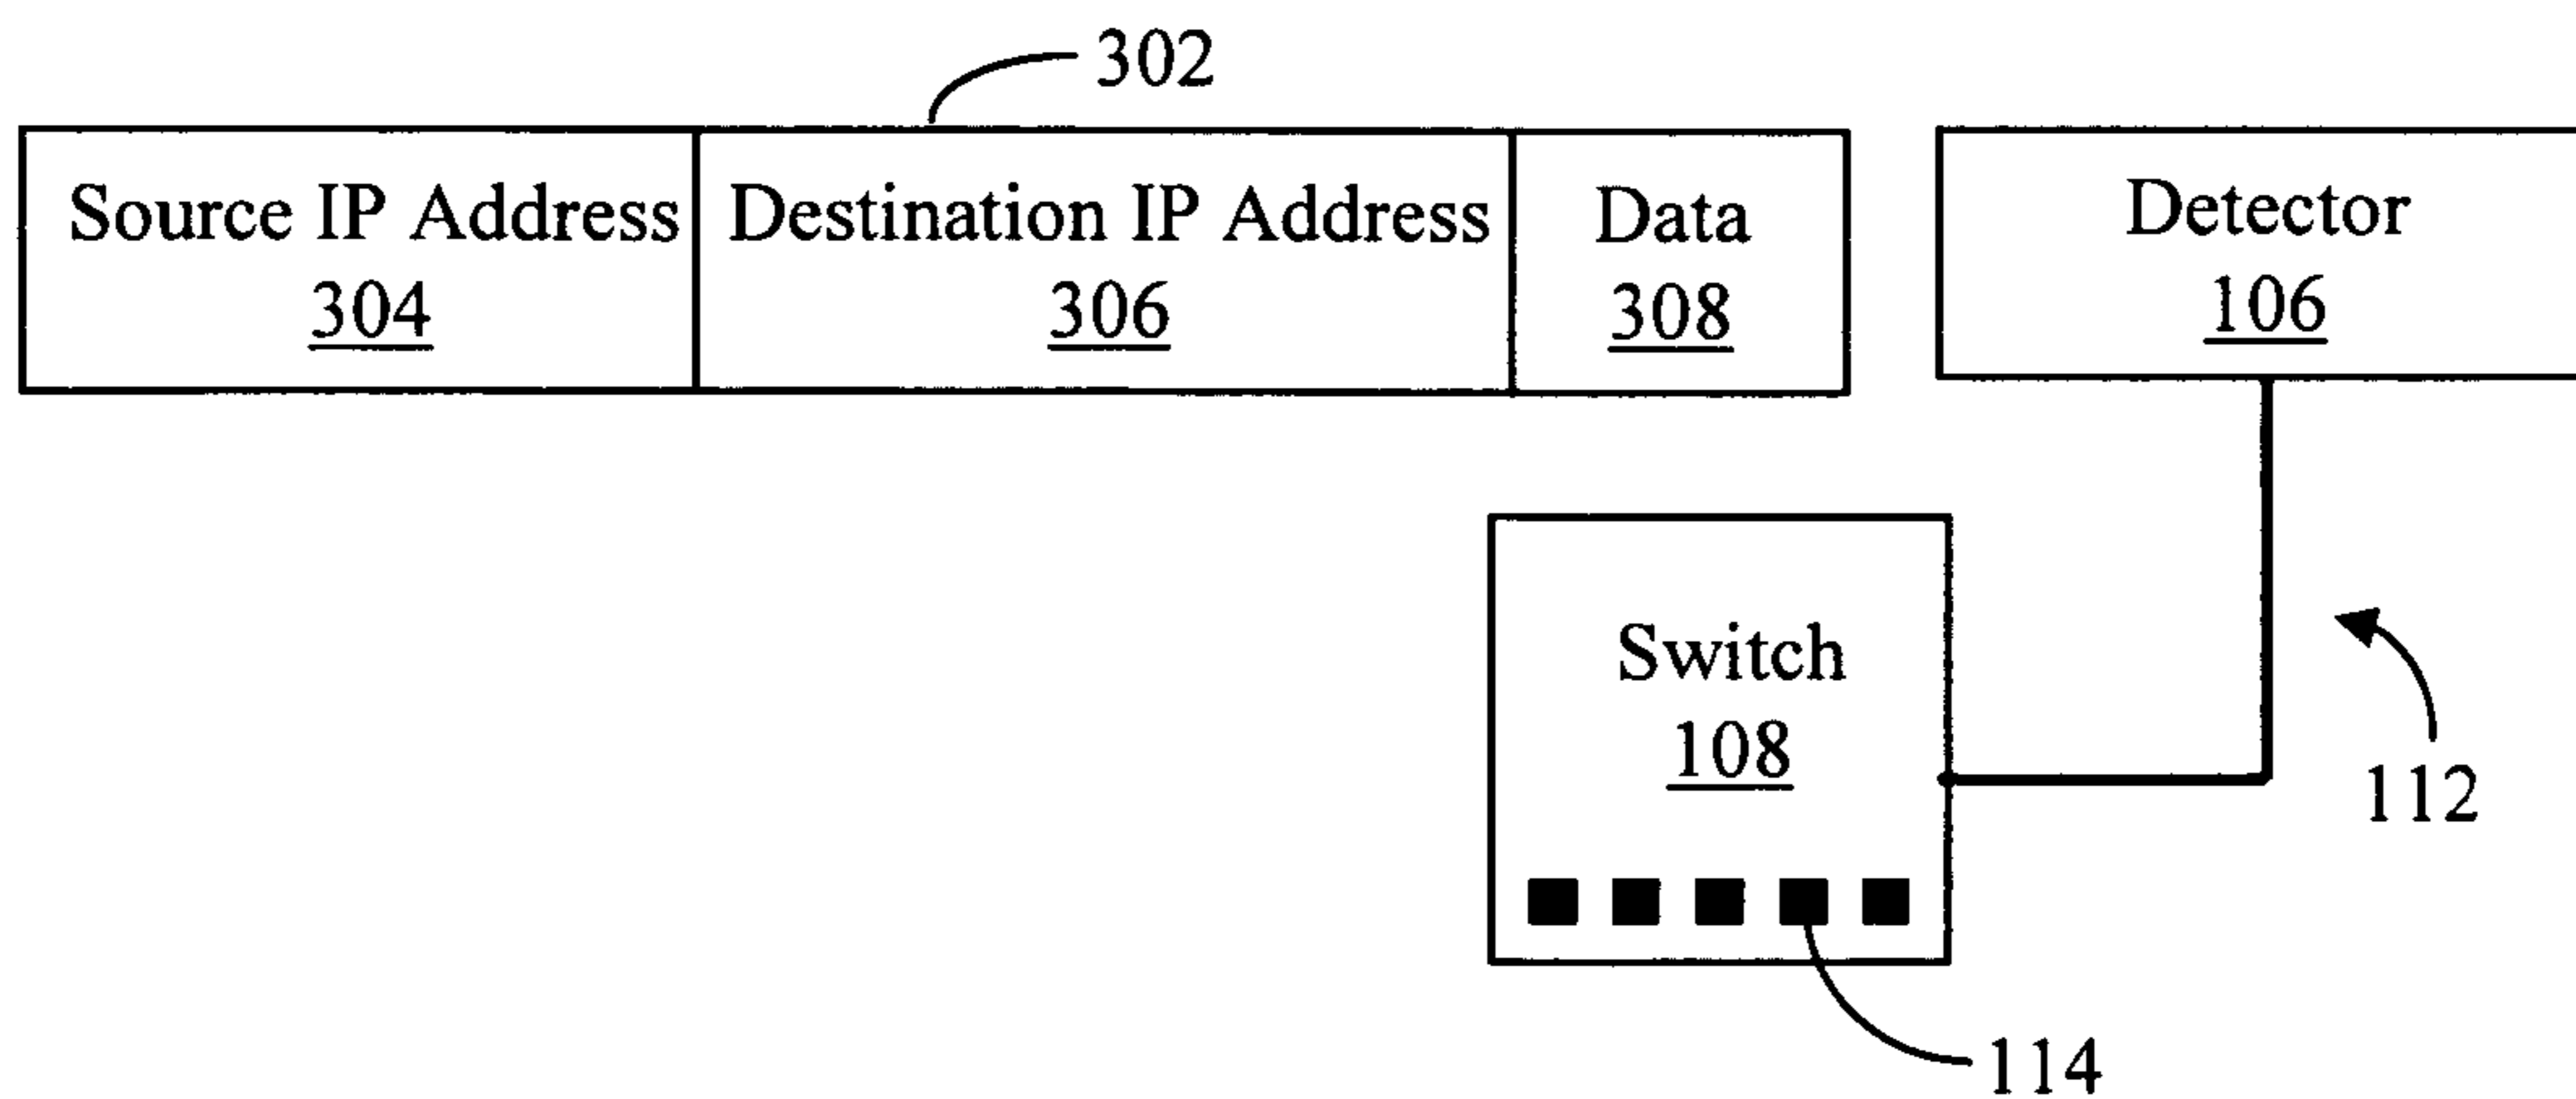 302
Source IP Address
304
Destination IP Address
306
Data
308
Detector
106
Switch
108
112
114